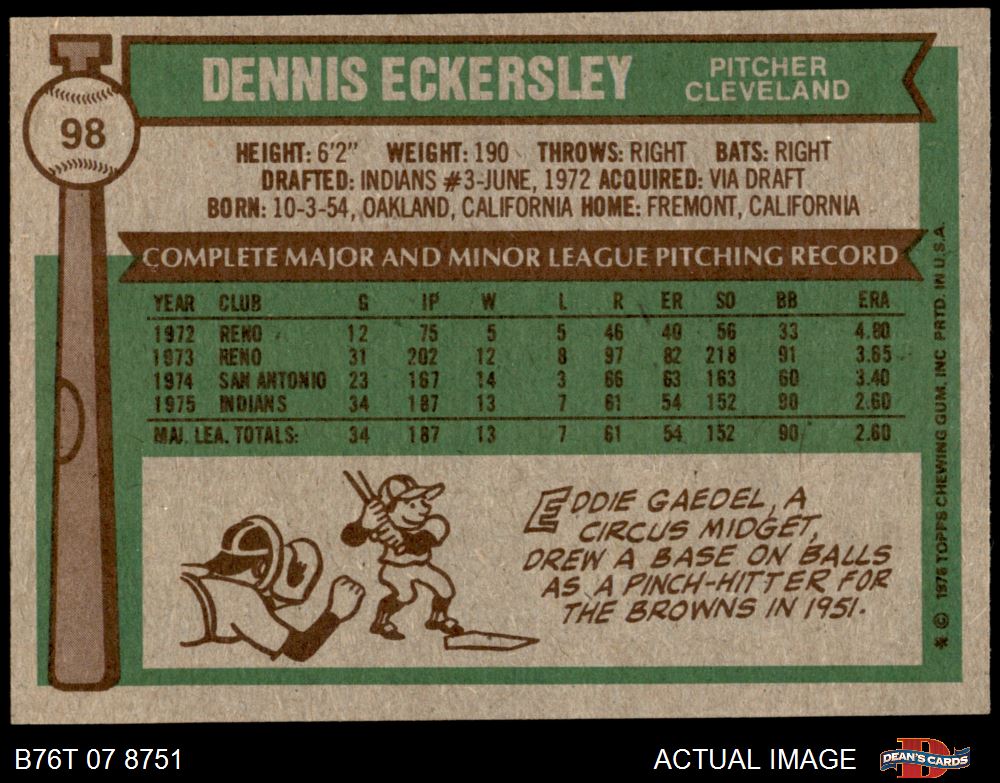 DENNIS ECKERSLEY
PITCHER
CLEVELAND
98
HEIGHT: 6'2" WEIGHT: 190 THROWS: RIGHT BATS: RIGHT
DRAFTED: INDIANS #3-JUNE, 1972 ACQUIRED: VIA DRAFT
BORN: 10-3-54, OAKLAND, CALIFORNIA HOME: FREMONT, CALIFORNIA
COMPLETE MAJOR AND MINOR LEAGUE PITCHING RECORD
YEAR CLUB G IP W L R ER SO BB ERA
1972 RENO 12 75 5 5 46 40 56 33 4.80
1973 RENO 31 202 12 8 97 82 218 91 3.65
1974 SAN ANTONIO 23 167 14 3 66 63 163 60 3.40
1975 INDIANS 34 187 13 7 61 54 152 90 2.60
MAJ. LEA. TOTALS: 34 187 13 7 61 54 152 90 2.60
EDDIE GAEDEL, A
CIRCUS MIDGET,
DREW A BASE ON BALLS
AS A PINCH-HITTER FOR
THE BROWNS IN 1951.
* © 1976 TOPPS CHEWING GUM, INC PRTD. IN U.S.A.
B76T 07 8751
ACTUAL IMAGE
DEAN'S CARDS